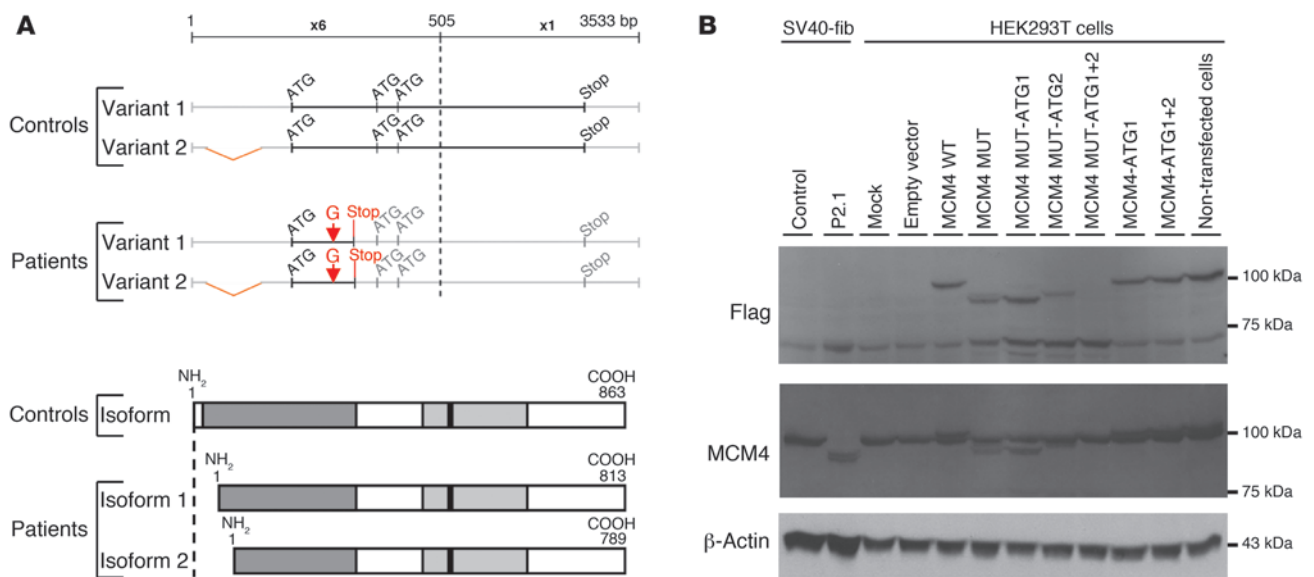 A
1 x6 505 x1 3533 bp
ATG ATG ATG Stop
Controls
Variant 1
ATG ATG ATG Stop
Variant 2
G Stop
ATG ATG ATG Stop
Patients
Variant 1
G Stop
ATG ATG ATG Stop
Variant 2
NH2 COOH
1 863
Controls Isoform
NH2 COOH
1 813
Patients
Isoform 1
NH2 COOH
1 789
Isoform 2
B
SV40-fib HEK293T cells
Control
P2.1
Mock
Empty vector
MCM4 WT
MCM4 MUT
MCM4 MUT-ATG1
MCM4 MUT-ATG2
MCM4 MUT-ATG1+2
MCM4-ATG1
MCM4-ATG1+2
Non-transfected cells
Flag
100 kDa
75 kDa
MCM4
100 kDa
75 kDa
β-Actin
43 kDa